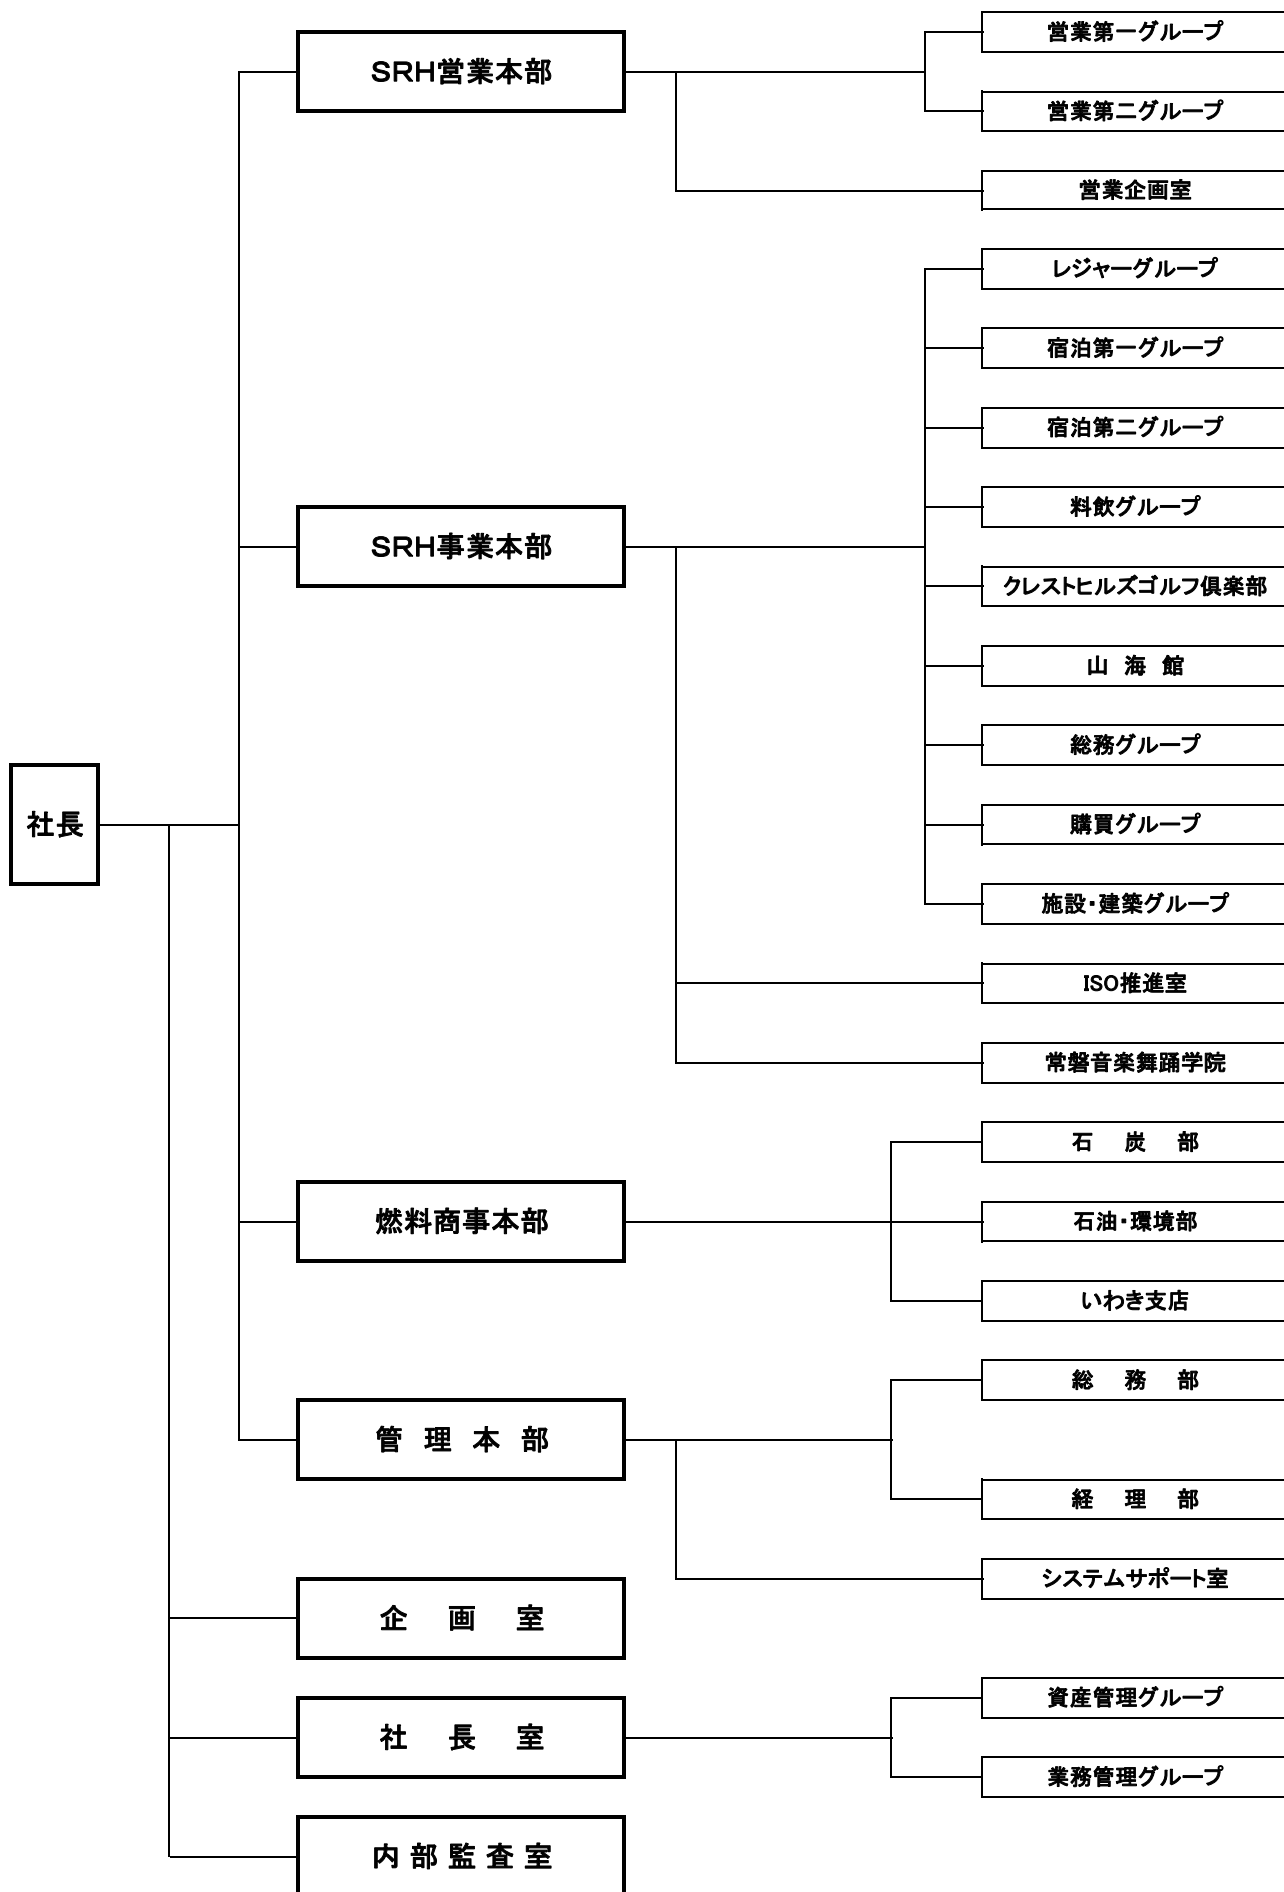 社長
SRH営業本部
営業第一グループ
営業第二グループ
営業企画室
SRH事業本部
レジャーグループ
宿泊第一グループ
宿泊第二グループ
料飲グループ
クレストヒルズゴルフ倶楽部
山 海 館
総務グループ
購買グループ
施設・建築グループ
ISO推進室
常磐音楽舞踊学院
燃料商事本部
石 炭 部
石油・環境部
いわき支店
管 理 本 部
総 務 部
経 理 部
システムサポート室
企 画 室
社 長 室
資産管理グループ
業務管理グループ
内 部 監 査 室